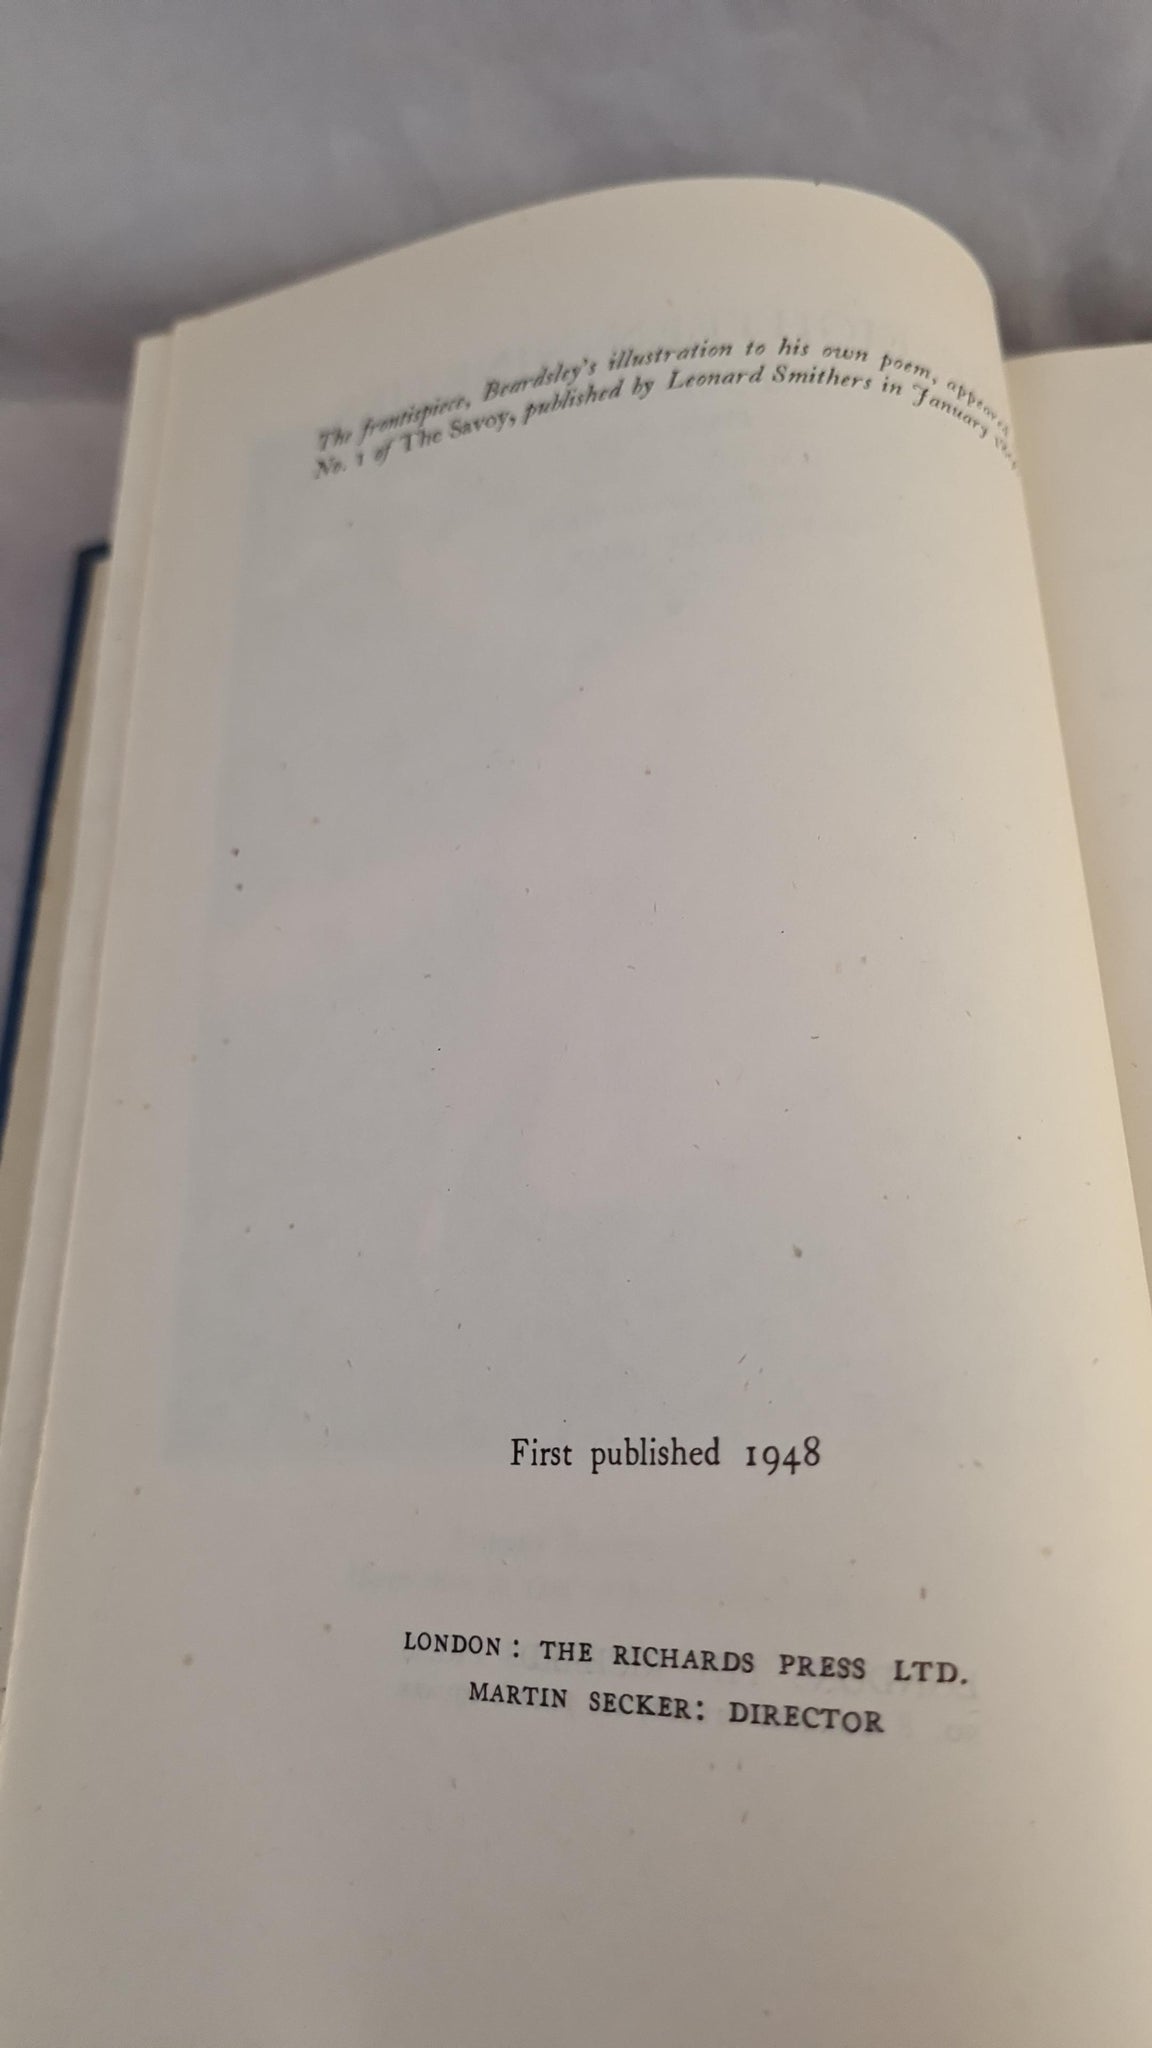 The frontispiece, Beardsley's illustration to his own poem, appeared
No. 1 of The Savoy, published by Leonard Smithers in January
First published 1948
LONDON: THE RICHARDS PRESS LTD.
MARTIN SECKER: DIRECTOR